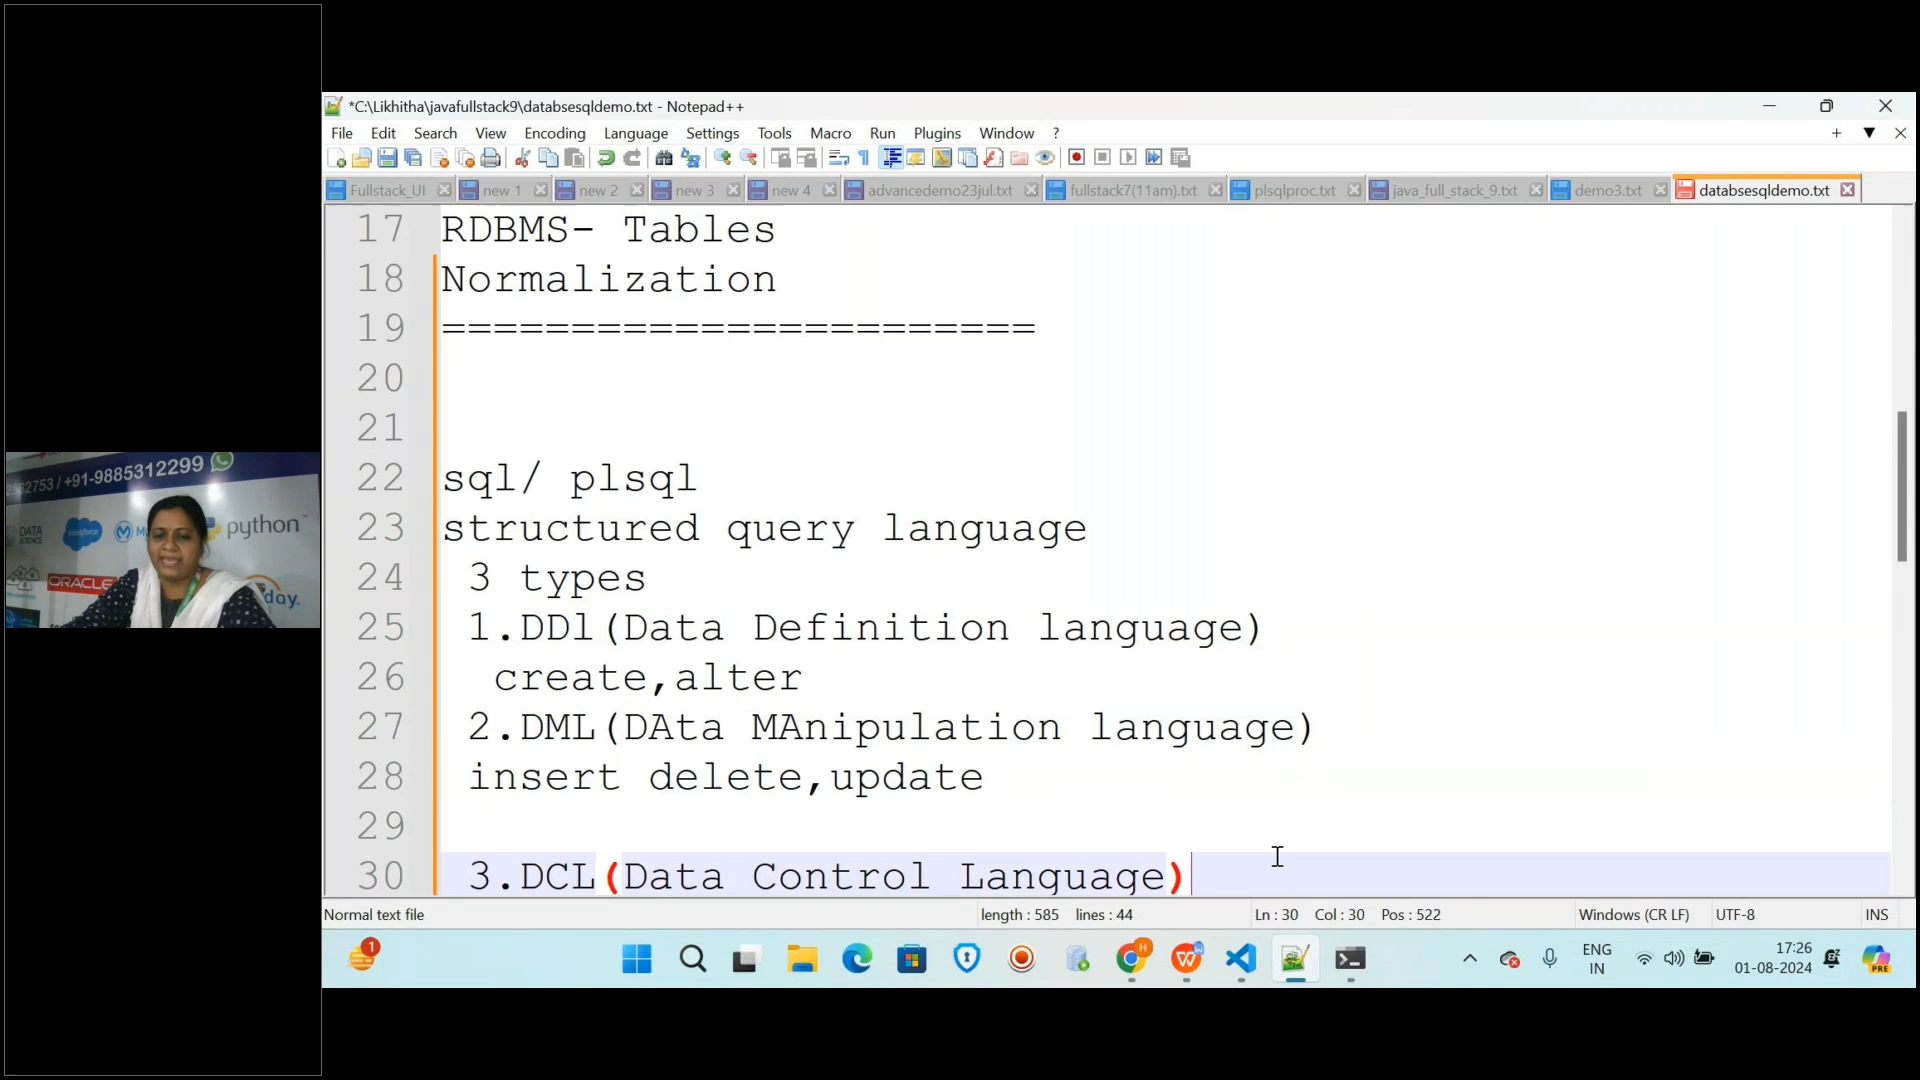 *C:\Likhitha\javafullstack9\databsesqldemo.txt - Notepad++
File Edit Search View Encoding Language Settings Tools Macro Run Plugins Window ?
Fullstack_UI new 1 new 2 new 3 new 4 advancedemo23jul.txt fullstack7(11am).txt plsqlproc.txt java_full_stack_9.txt demo3.txt databsesqldemo.txt
17 RDBMS- Tables
18 Normalization
19 =======================
20
21
22 sql/ plsql
23 structured query language
24 3 types
25 1.DDl(Data Definition language)
26 create,alter
27 2.DML(DAta MAnipulation language)
28 insert delete,update
29
30 3.DCL(Data Control Language)
Normal text file length : 585 lines : 44 Ln : 30 Col : 30 Pos : 522 Windows (CR LF) UTF-8 INS
2753 / +91-9885312299
DATA
python
ORACLE
day.
1
ENG
IN
17:26
01-08-2024
PRE